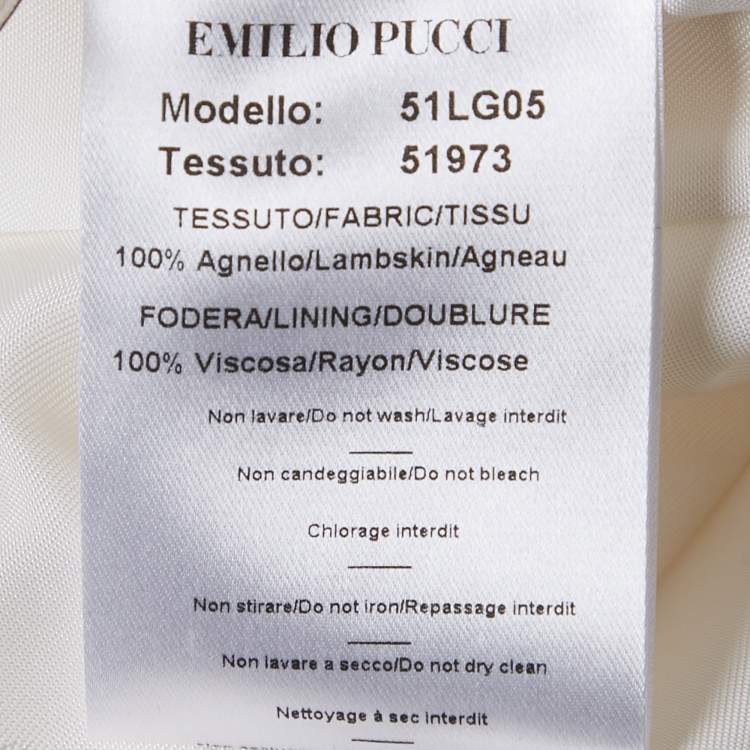 EMILIO PUCCI
Modello: 51LG05
Tessuto: 51973
TESSUTO/FABRIC/TISSU
100% Agnello/Lambskin/Agneau
FODERA/LINING/DOUBLURE
100% Viscosa/Rayon/Viscose
Non lavare/Do not wash/Lavage interdit
Non candeggiabile/Do not bleach
Chlorage interdit
Non stirare/Do not iron/Repassage interdit
Non lavare a secco/Do not dry clean
Nettoyage à sec interdit